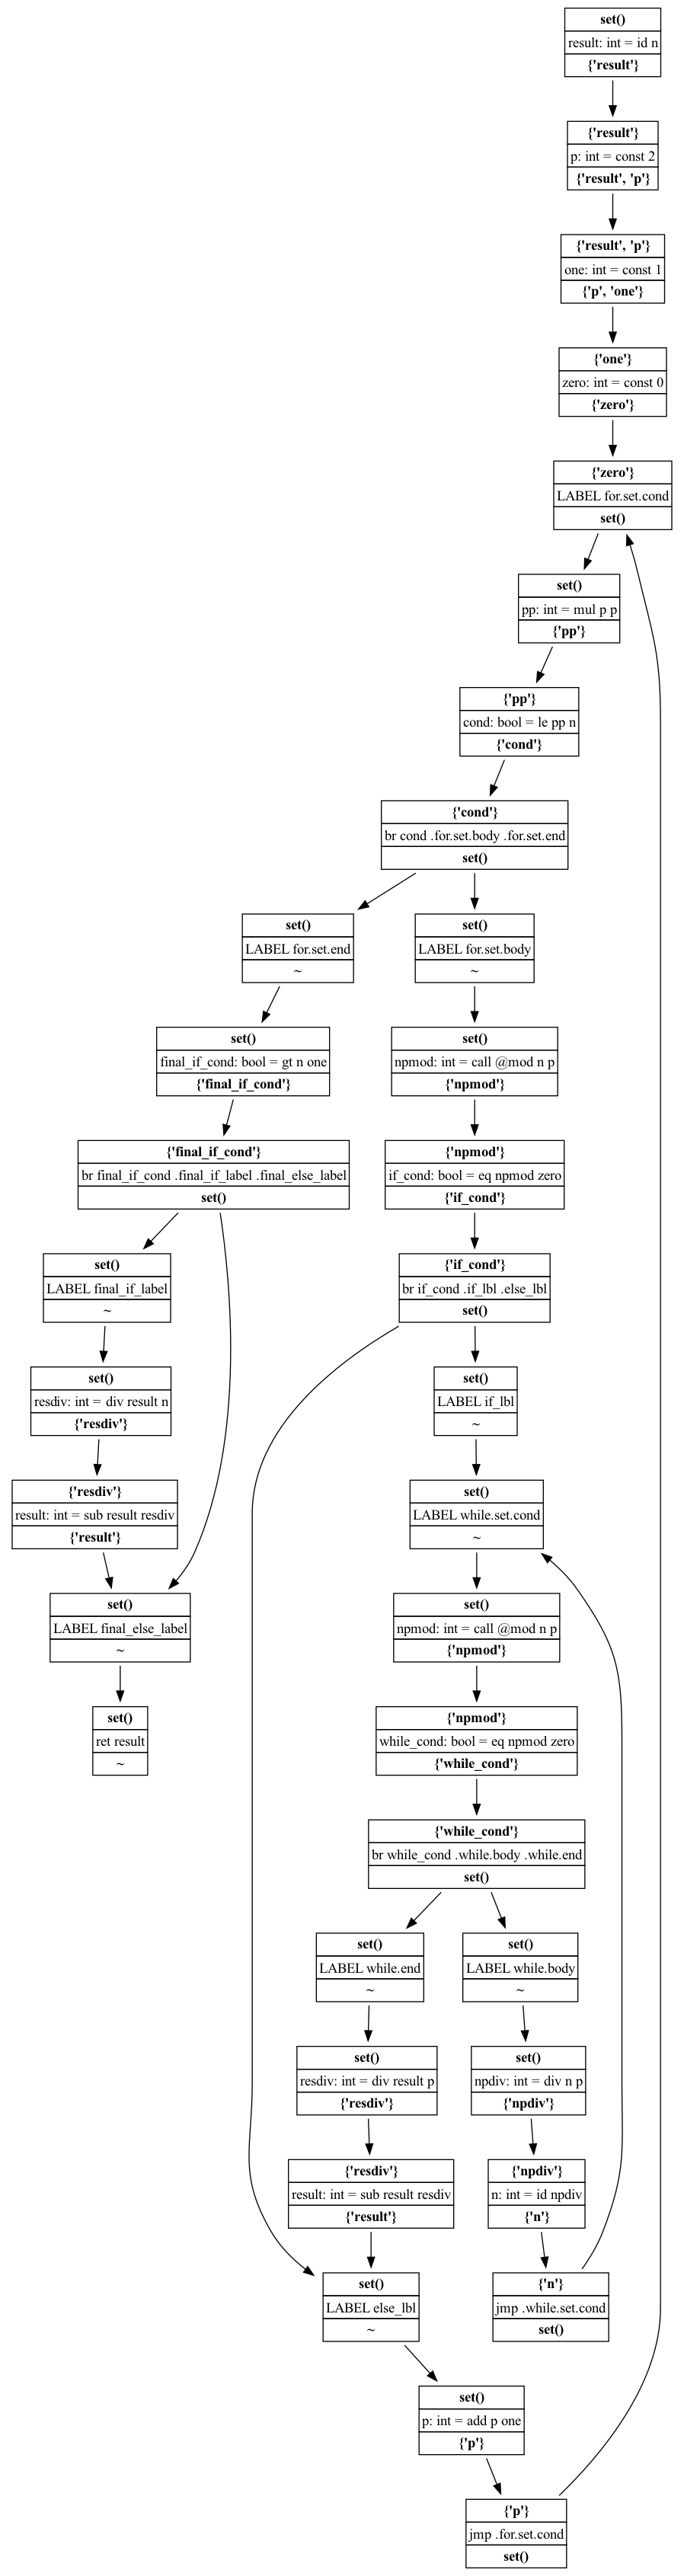 set()
result: int = id n
{'result'}
{'result'}
p: int = const 2
{'result', 'p'}
{'result', 'p'}
one: int = const 1
{'p', 'one'}
{'one'}
zero: int = const 0
{'zero'}
{'zero'}
LABEL for.set.cond
set()
set()
pp: int = mul p p
{'pp'}
{'pp'}
cond: bool = le pp n
{'cond'}
{'cond'}
br cond .for.set.body .for.set.end
set()
set()
LABEL for.set.end
~
set()
LABEL for.set.body
~
set()
final_if_cond: bool = gt n one
{'final_if_cond'}
set()
npmod: int = call @mod n p
{'npmod'}
{'final_if_cond'}
br final_if_cond .final_if_label .final_else_label
set()
{'npmod'}
if_cond: bool = eq npmod zero
{'if_cond'}
set()
LABEL final_if_label
~
{'if_cond'}
br if_cond .if_lbl .else_lbl
set()
set()
resdiv: int = div result n
{'resdiv'}
set()
LABEL if_lbl
~
{'resdiv'}
result: int = sub result resdiv
{'result'}
set()
LABEL while.set.cond
~
set()
LABEL final_else_label
~
set()
npmod: int = call @mod n p
{'npmod'}
set()
ret result
~
{'npmod'}
while_cond: bool = eq npmod zero
{'while_cond'}
{'while_cond'}
br while_cond .while.body .while.end
set()
set()
LABEL while.end
~
set()
LABEL while.body
~
set()
resdiv: int = div result p
{'resdiv'}
set()
npdiv: int = div n p
{'npdiv'}
{'resdiv'}
result: int = sub result resdiv
{'result'}
{'npdiv'}
n: int = id npdiv
{'n'}
set()
LABEL else_lbl
~
{'n'}
jmp .while.set.cond
set()
set()
p: int = add p one
{'p'}
{'p'}
jmp .for.set.cond
set()